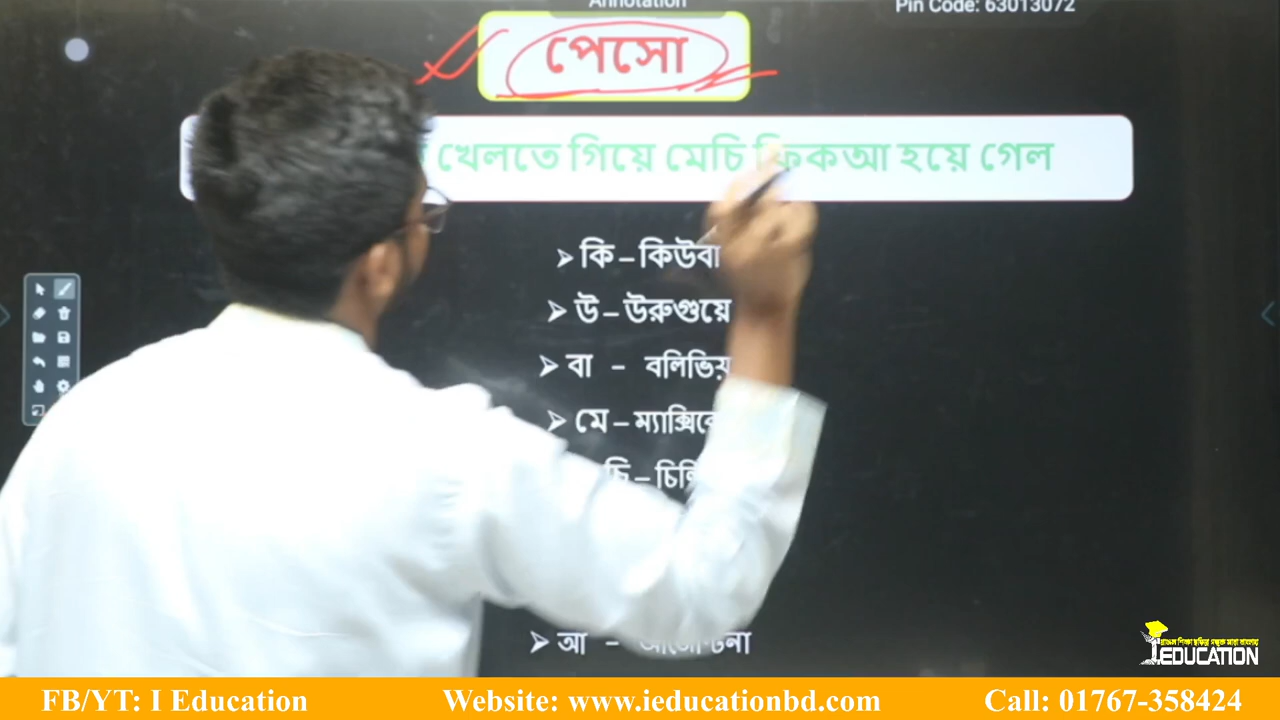 Annotation
Pin Code: 63013072
পেসো
খেলতে গিয়ে মেচি ফিকআ হয়ে গেল
➢ কি – কিউবা
➢ উ – উরুগুয়ে
➢ বা - বলিভিয়
➢ মে – ম্যাক্সিকো
চি – চি
➢ আ -
EDUCATION
FB/YT: I Education
Website: www.ieducationbd.com
Call: 01767-358424